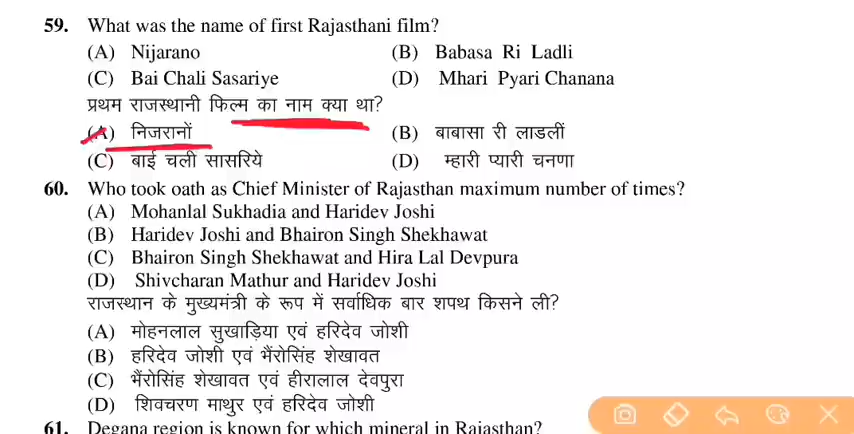 59. What was the name of first Rajasthani film?
(A) Nijarano (B) Babasa Ri Ladli
(C) Bai Chali Sasariye (D) Mhari Pyari Chanana
प्रथम राजस्थानी फिल्म का नाम क्या था?
(A) निजरानों (B) बाबासा री लाडलीं
(C) बाई चली सासरिये (D) म्हारी प्यारी चनणा
60. Who took oath as Chief Minister of Rajasthan maximum number of times?
(A) Mohanlal Sukhadia and Haridev Joshi
(B) Haridev Joshi and Bhairon Singh Shekhawat
(C) Bhairon Singh Shekhawat and Hira Lal Devpura
(D) Shivcharan Mathur and Haridev Joshi
राजस्थान के मुख्यमंत्री के रूप में सर्वाधिक बार शपथ किसने ली?
(A) मोहनलाल सुखाड़िया एवं हरिदेव जोशी
(B) हरिदेव जोशी एवं भैंरोसिंह शेखावत
(C) भैंरोसिंह शेखावत एवं हीरालाल देवपुरा
(D) शिवचरण माथुर एवं हरिदेव जोशी
61. Degana region is known for which mineral in Rajasthan?